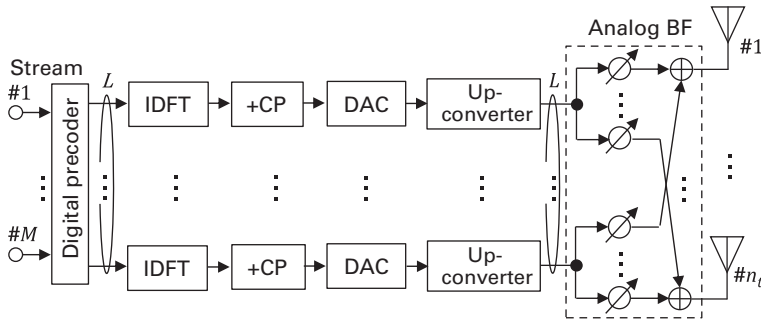 Analog BF
#1
Stream
#1
L
L
Digital precoder
IDFT
+CP
DAC
Up-
converter
#M
IDFT
+CP
DAC
Up-
converter
#n_t